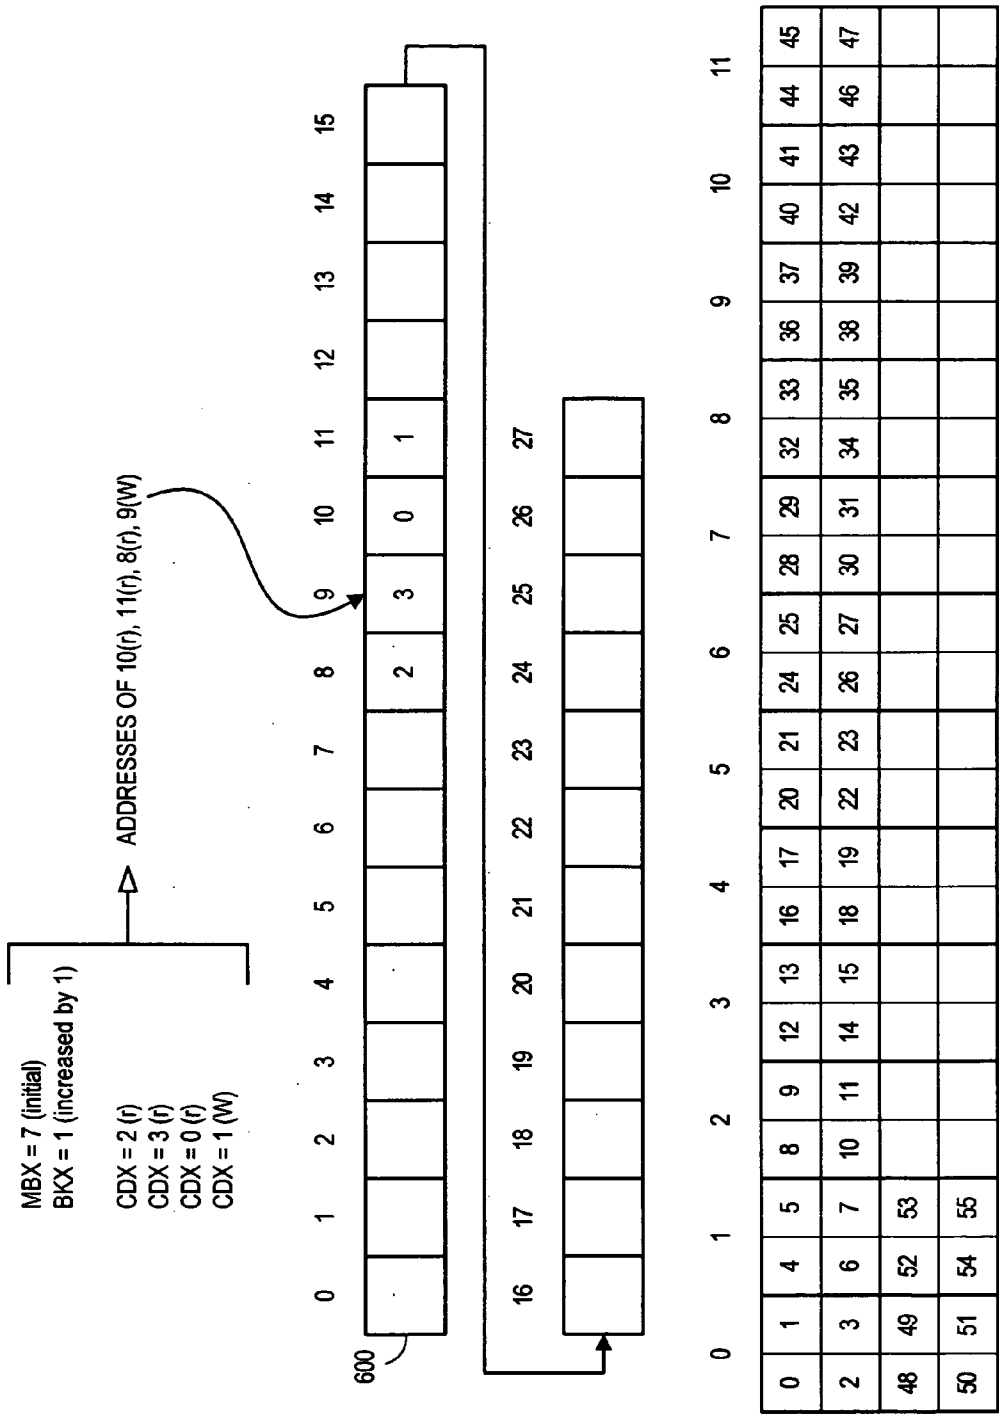 MBX = 7 (initial)
BKX = 1 (increased by 1)
CDX = 2 (r)
CDX = 3 (r)
CDX = 0 (r)
CDX = 1 (W)
ADDRESSES OF 10(r), 11(r), 8(r), 9(W)
0 1 2 3 4 5 6 7 8 9 10 11 12 13 14 15
2 3 0 1
600
16 17 18 19 20 21 22 23 24 25 26 27
0 1 2 3 4 5 6 7 8 9 10 11
0 1 4 5 8 9 12 13 16 17 20 21 24 25 28 29 32 33 36 37 40 41 44 45
2 3 6 7 10 11 14 15 18 19 22 23 26 27 30 31 34 35 38 39 42 43 46 47
48 49 52 53
50 51 54 55